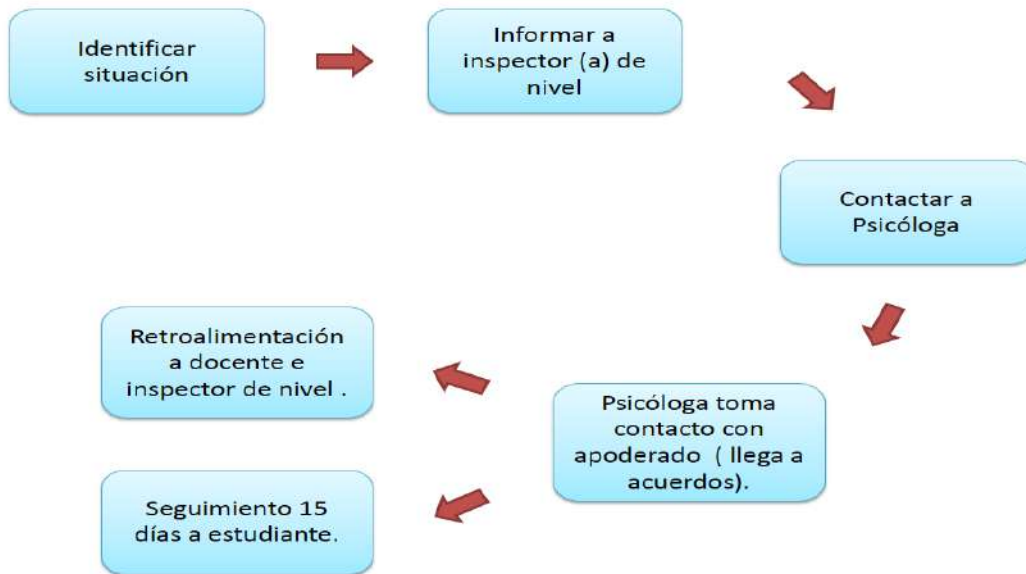 Identificar
situación
Informar a
inspector (a) de
nivel
Contactar a
Psicóloga
Psicóloga toma
contacto con
apoderado ( llega a
acuerdos).
Retroalimentación
a docente e
inspector de nivel .
Seguimiento 15
días a estudiante.